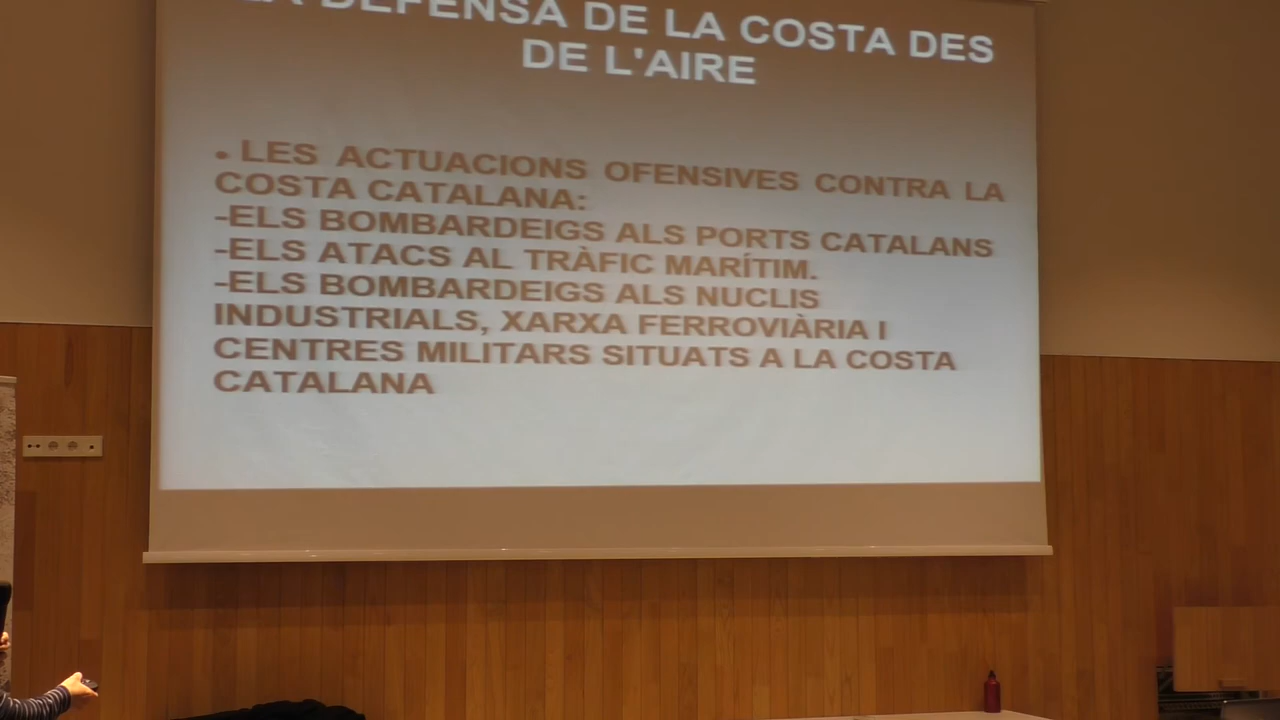 LA DEFENSA DE LA COSTA DES
DE L'AIRE
• LES ACTUACIONS OFENSIVES CONTRA LA
COSTA CATALANA:
-ELS BOMBARDEIGS ALS PORTS CATALANS
-ELS ATACS AL TRÀFIC MARÍTIM.
-ELS BOMBARDEIGS ALS NUCLIS
INDUSTRIALS, XARXA FERROVIÀRIA I
CENTRES MILITARS SITUATS A LA COSTA
CATALANA